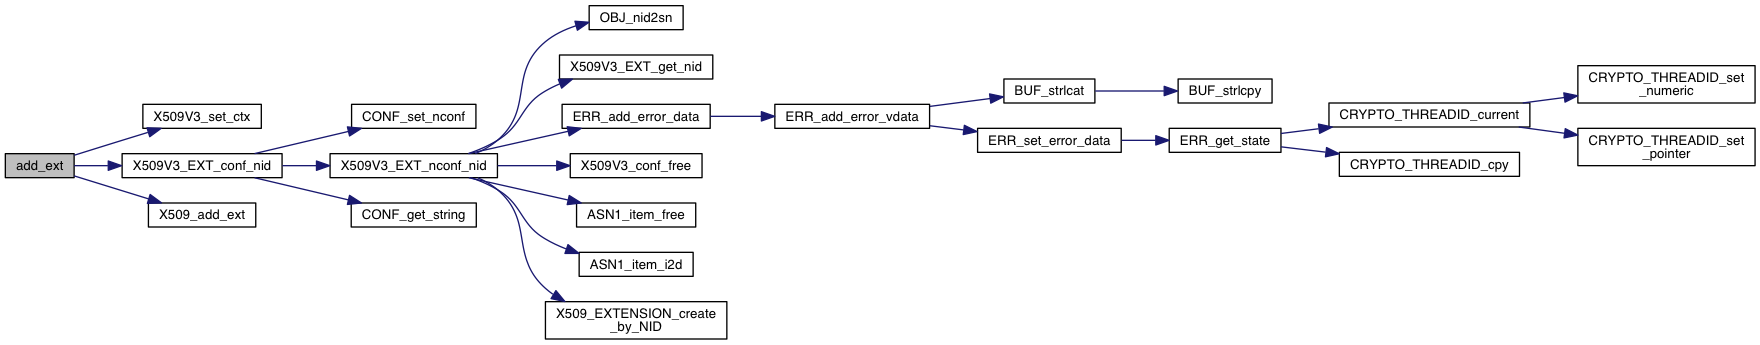 add_ext
X509V3_set_ctx
X509V3_EXT_conf_nid
X509_add_ext
CONF_set_nconf
X509V3_EXT_nconf_nid
CONF_get_string
OBJ_nid2sn
X509V3_EXT_get_nid
ERR_add_error_data
X509V3_conf_free
ASN1_item_free
ASN1_item_i2d
X509_EXTENSION_create
_by_NID
ERR_add_error_vdata
BUF_strlcat
ERR_set_error_data
BUF_strlcpy
ERR_get_state
CRYPTO_THREADID_current
CRYPTO_THREADID_cpy
CRYPTO_THREADID_set
_numeric
CRYPTO_THREADID_set
_pointer